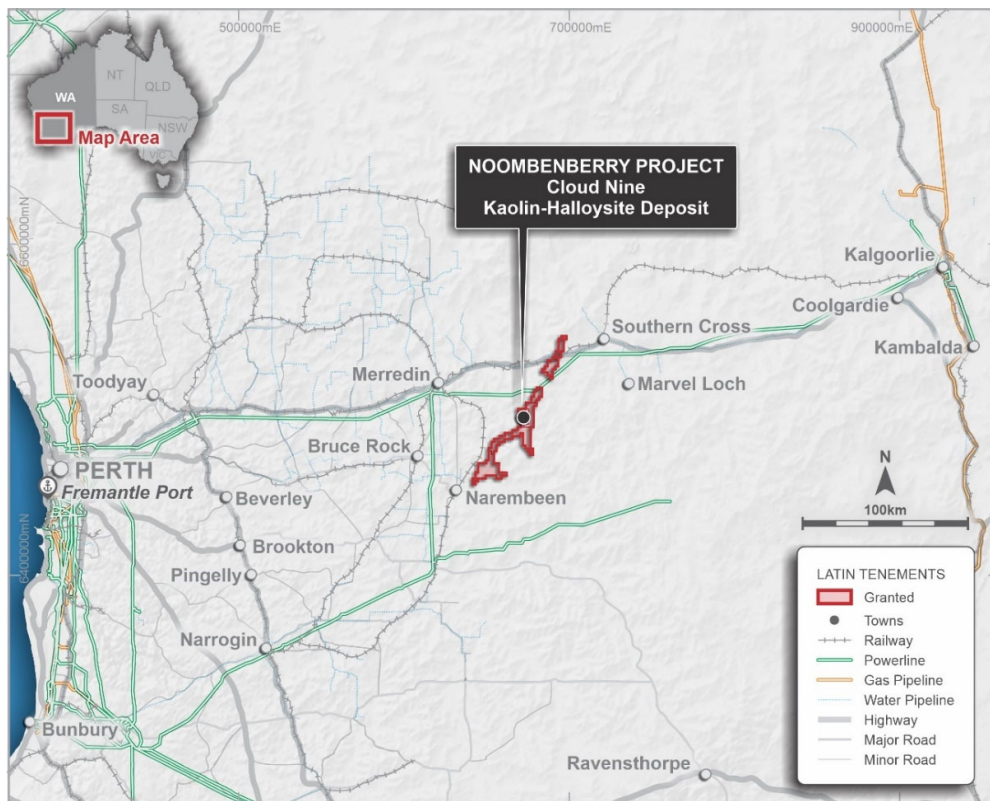 500000mE
700000mE
900000mE
NT
QLD
WA
SA
NSW
VIC
Map Area
6600000mN
NOOMBENBERRY PROJECT
Cloud Nine
Kaolin-Halloysite Deposit
Kalgoorlie
Coolgardie
Southern Cross
Kambalda
Merredin
Toodyay
Marvel Loch
Bruce Rock
PERTH
Fremantle Port
Beverley
Narembeen
N
100km
Brookton
6400000mN
Pingelly
Narrogin
Bunbury
Ravensthorpe
LATIN TENEMENTS
Granted
Towns
Railway
Powerline
Gas Pipeline
Water Pipeline
Highway
Major Road
Minor Road